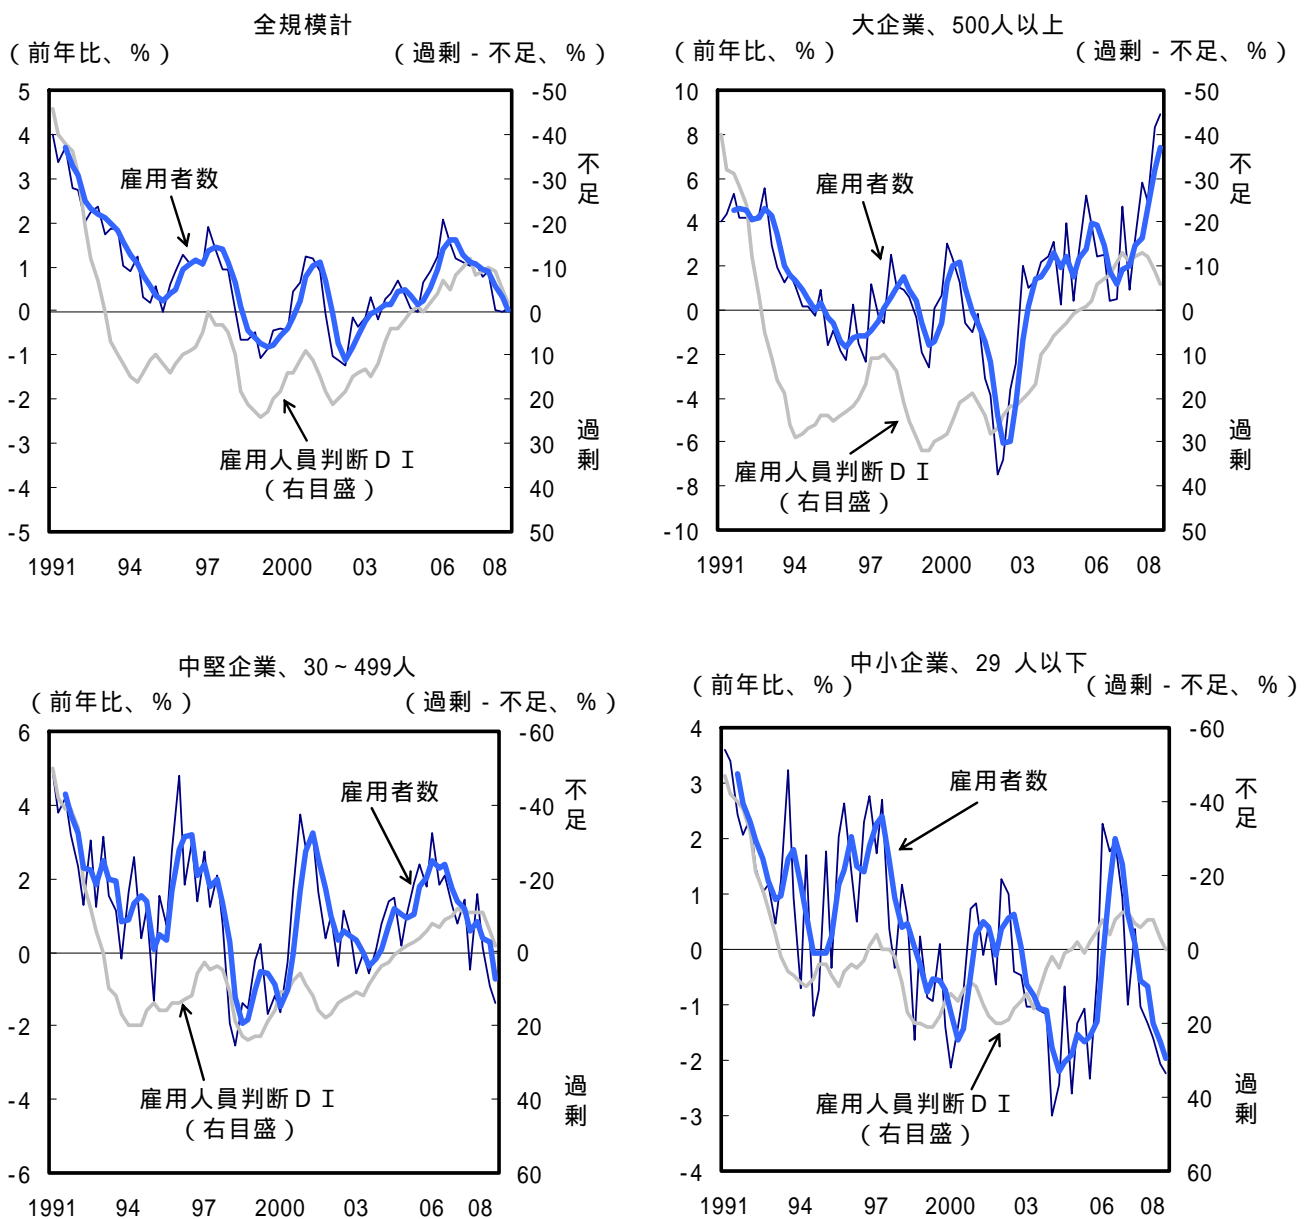 全規模計
（前年比、％）
（過剰－不足、％）
5
4
3
2
1
0
-1
-2
-3
-4
-5
-50
-40
-30
-20
-10
0
10
20
30
40
50
不足
過剰
雇用者数
雇用人員判断ＤＩ
（右目盛）
1991 94 97 2000 03 06 08
大企業、500人以上
（前年比、％）
（過剰－不足、％）
10
8
6
4
2
0
-2
-4
-6
-8
-10
-50
-40
-30
-20
-10
0
10
20
30
40
50
不足
過剰
雇用者数
雇用人員判断ＤＩ
（右目盛）
1991 94 97 2000 03 06 08
中堅企業、30～499人
（前年比、％）
（過剰－不足、％）
6
4
2
0
-2
-4
-6
-60
-40
-20
0
20
40
60
不足
過剰
雇用者数
雇用人員判断ＤＩ
（右目盛）
1991 94 97 2000 03 06 08
中小企業、29 人以下
（前年比、％）
（過剰－不足、％）
4
3
2
1
0
-1
-2
-3
-4
-60
-40
-20
0
20
40
60
不足
過剰
雇用者数
雇用人員判断ＤＩ
（右目盛）
1991 94 97 2000 03 06 08